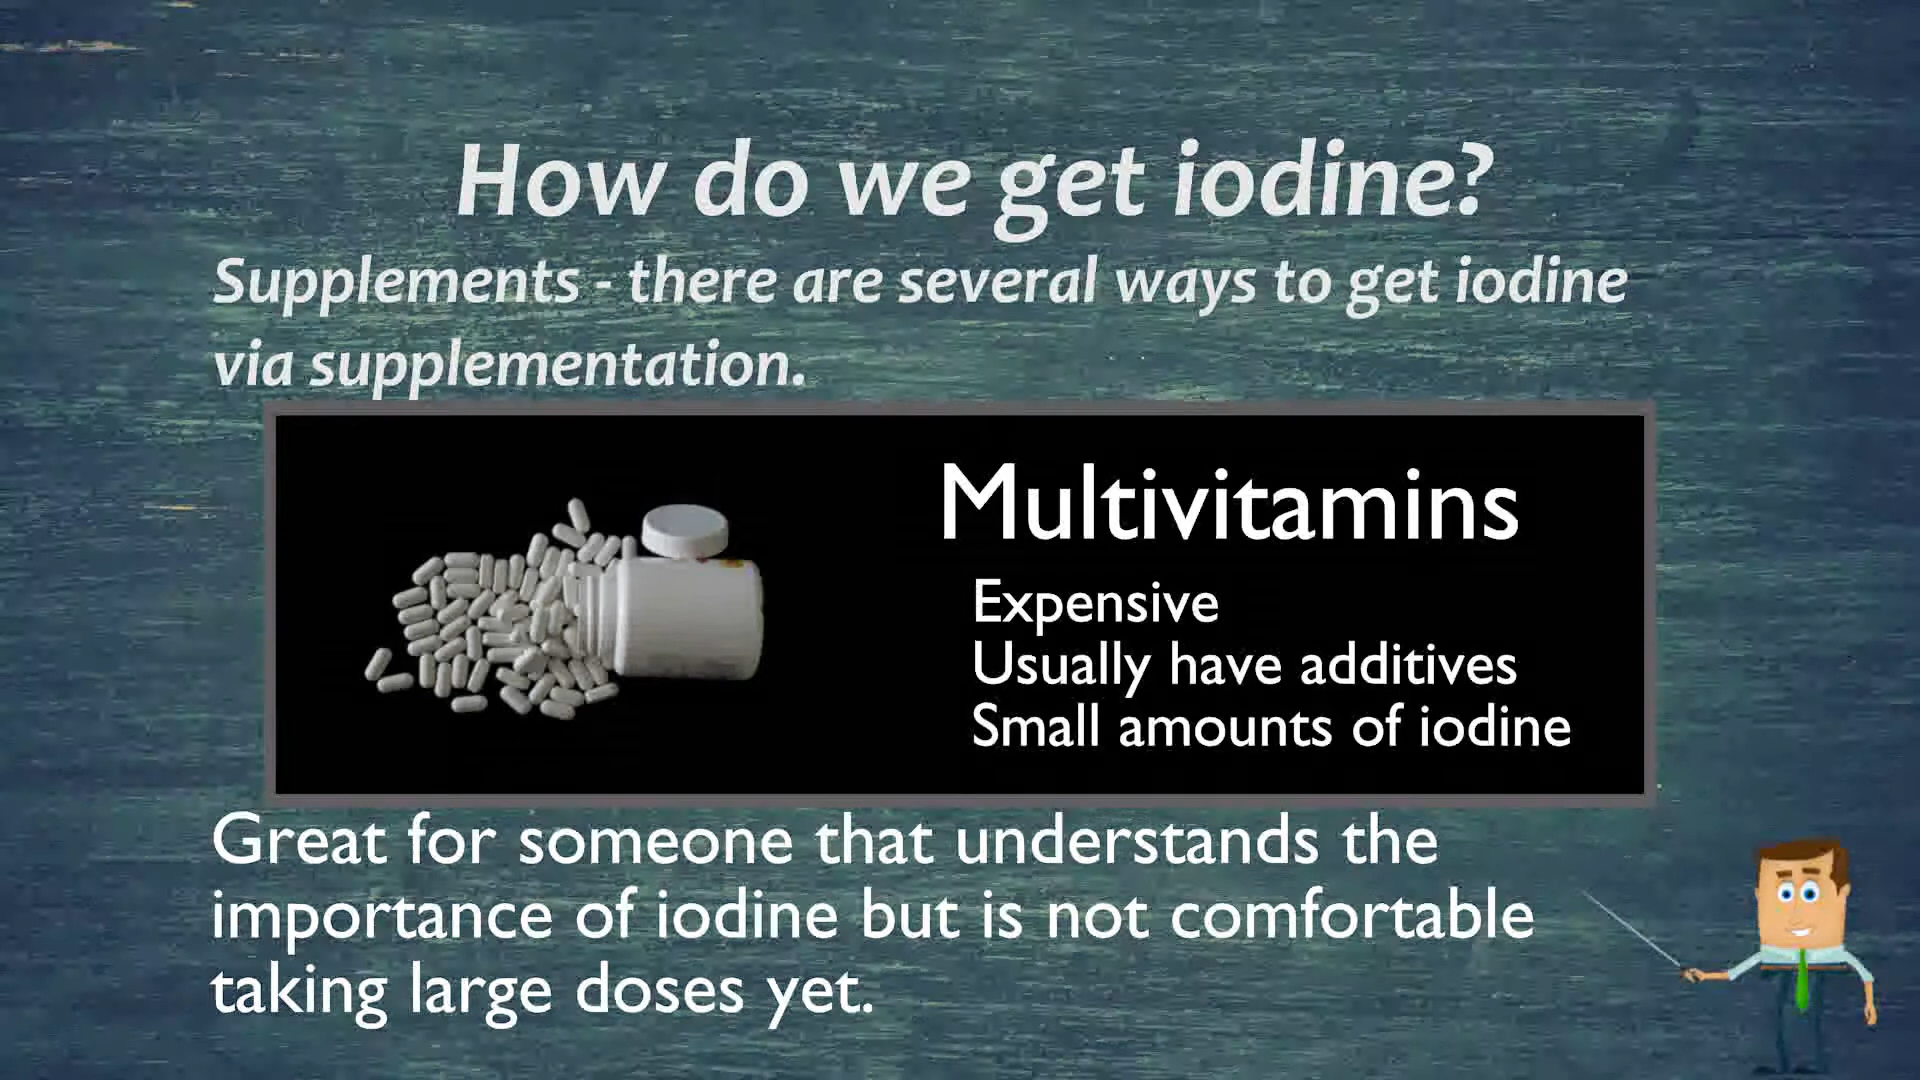 How do we get iodine?
Supplements - there are several ways to get iodine
via supplementation.
Multivitamins
Expensive
Usually have additives
Small amounts of iodine
Great for someone that understands the
importance of iodine but is not comfortable
taking large doses yet.